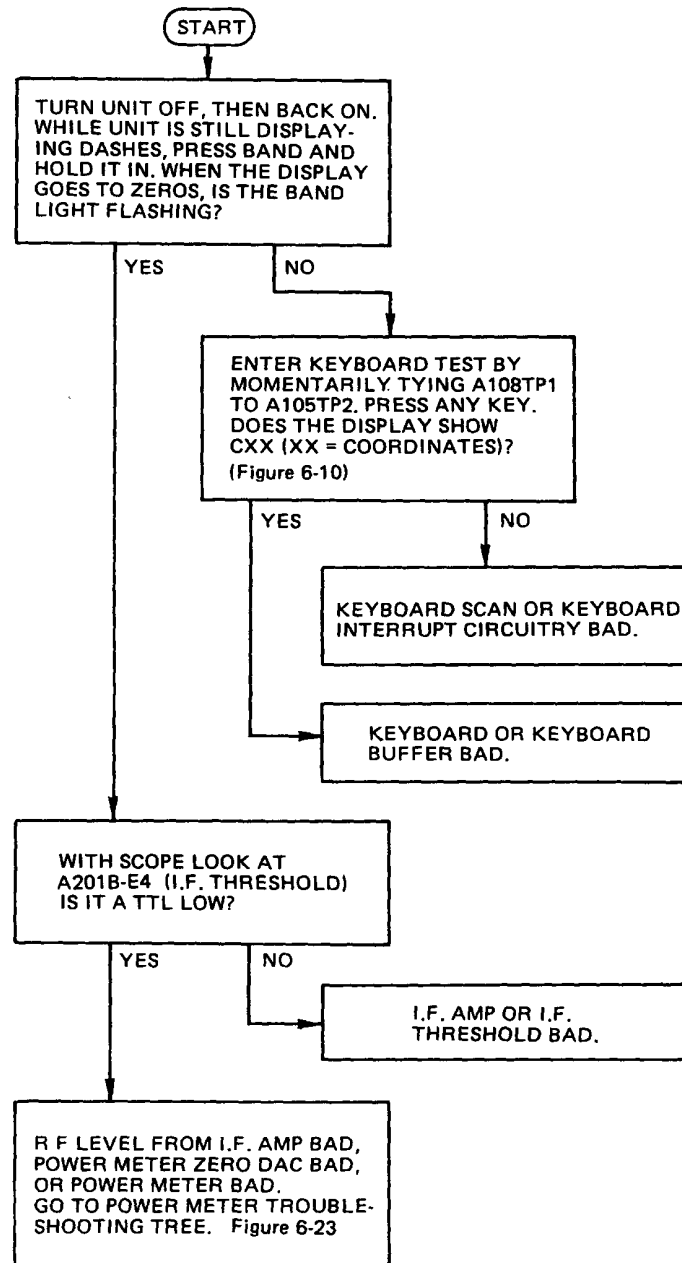 START
TURN UNIT OFF, THEN BACK ON.
WHILE UNIT IS STILL DISPLAY-
ING DASHES, PRESS BAND AND
HOLD IT IN. WHEN THE DISPLAY
GOES TO ZEROS, IS THE BAND
LIGHT FLASHING?
YES
NO
ENTER KEYBOARD TEST BY
MOMENTARILY TYING A108TP1
TO A105TP2. PRESS ANY KEY.
DOES THE DISPLAY SHOW
CXX (XX = COORDINATES)?
(Figure 6-10)
YES
NO
KEYBOARD SCAN OR KEYBOARD
INTERRUPT CIRCUITRY BAD.
KEYBOARD OR KEYBOARD
BUFFER BAD.
WITH SCOPE LOOK AT
A201B-E4 (I.F. THRESHOLD)
IS IT A TTL LOW?
YES
NO
I.F. AMP OR I.F.
THRESHOLD BAD.
R F LEVEL FROM I.F. AMP BAD,
POWER METER ZERO DAC BAD,
OR POWER METER BAD.
GO TO POWER METER TROUBLE-
SHOOTING TREE. Figure 6-23